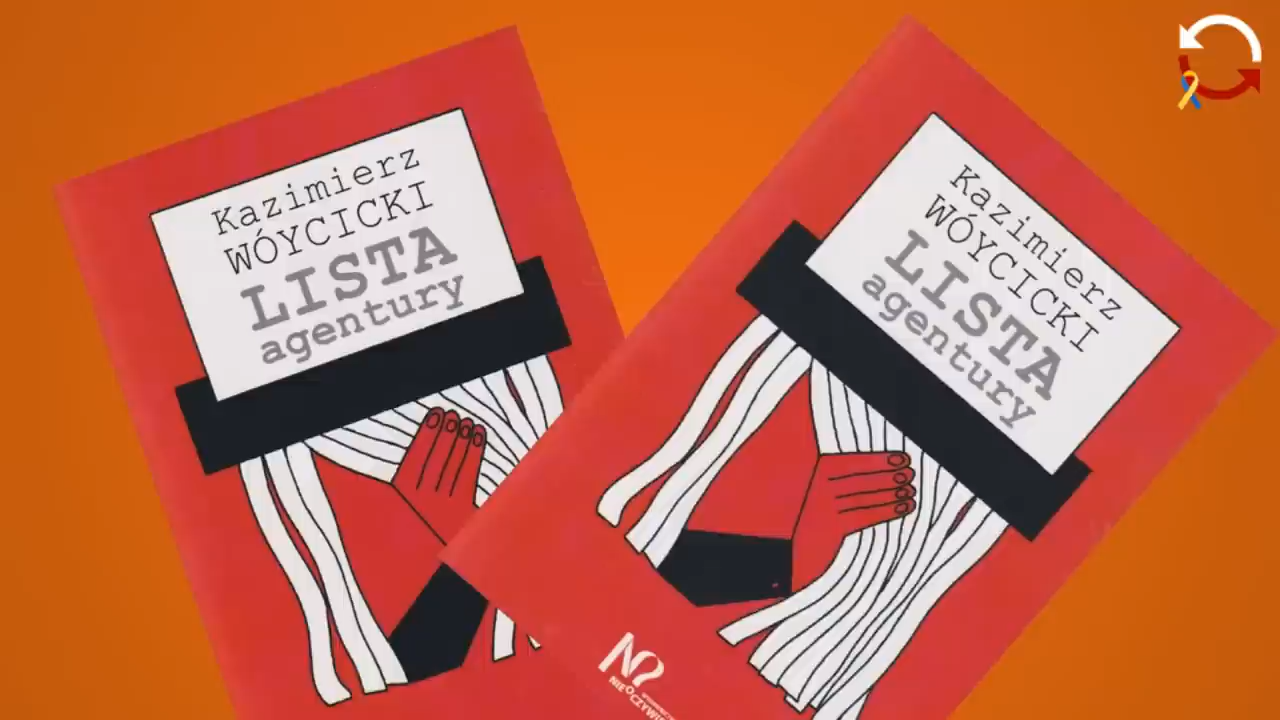 Kazimierz
WÓYCICKI
LISTA
agentury
Kazimierz
WÓYCICKI
LISTA
agentury